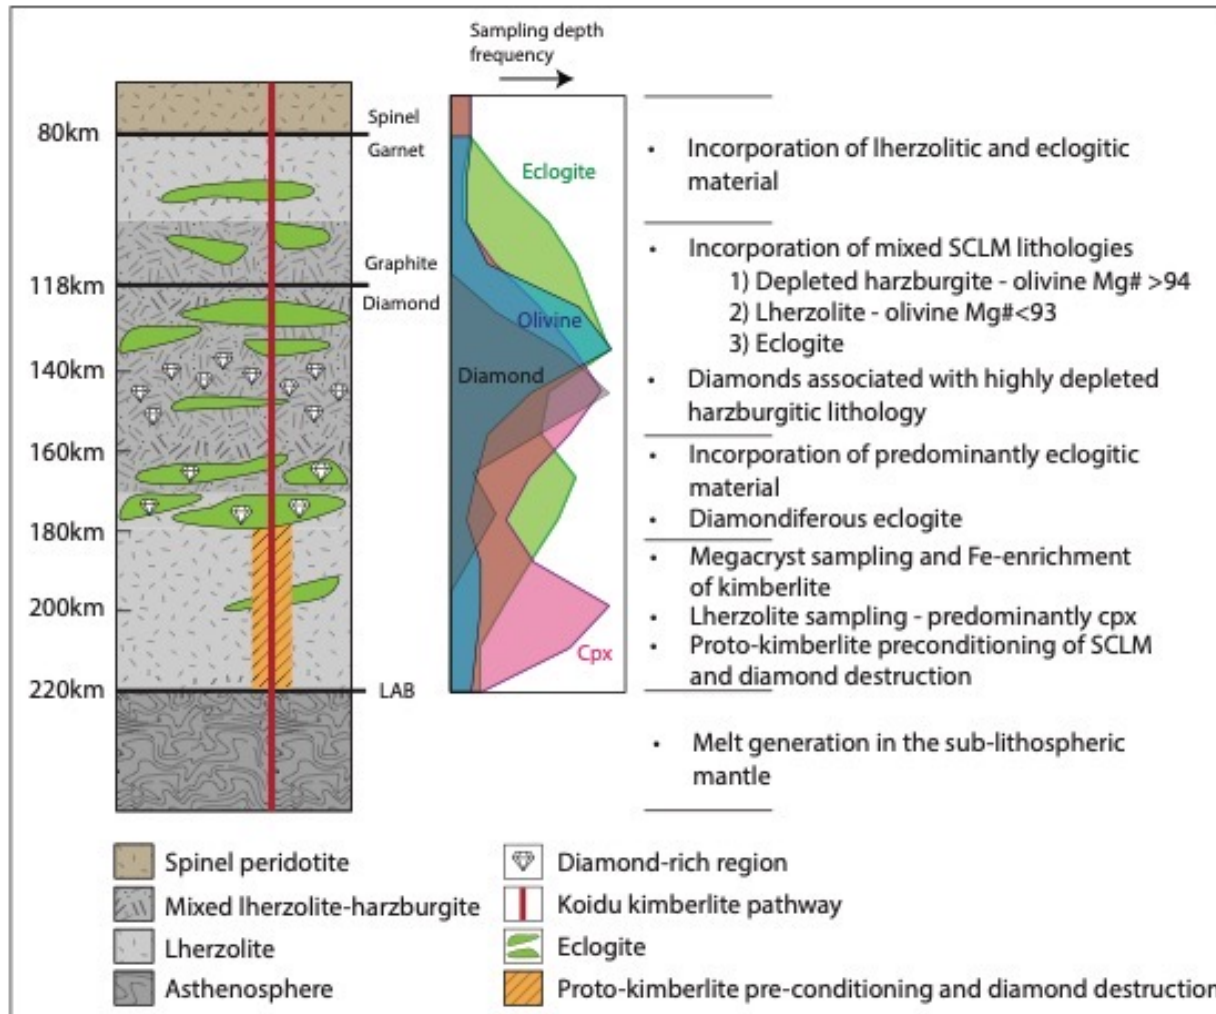 Sampling depth
frequency
80km
118km
140km
160km
180km
200km
220km
Spinel
Garnet
Graphite
Diamond
LAB
Eclogite
Olivine
Diamond
Cpx
• Incorporation of lherzolitic and eclogitic
material
• Incorporation of mixed SCLM lithologies
1) Depleted harzburgite - olivine Mg# >94
2) Lherzolite - olivine Mg#<93
3) Eclogite
• Diamonds associated with highly depleted
harzburgitic lithology
• Incorporation of predominantly eclogitic
material
• Diamondiferous eclogite
• Megacryst sampling and Fe-enrichment
of kimberlite
• Lherzolite sampling - predominantly cpx
• Proto-kimberlite preconditioning of SCLM
and diamond destruction
• Melt generation in the sub-lithospheric
mantle
Spinel peridotite
Mixed lherzolite-harzburgite
Lherzolite
Asthenosphere
Diamond-rich region
Koidu kimberlite pathway
Eclogite
Proto-kimberlite pre-conditioning and diamond destruction